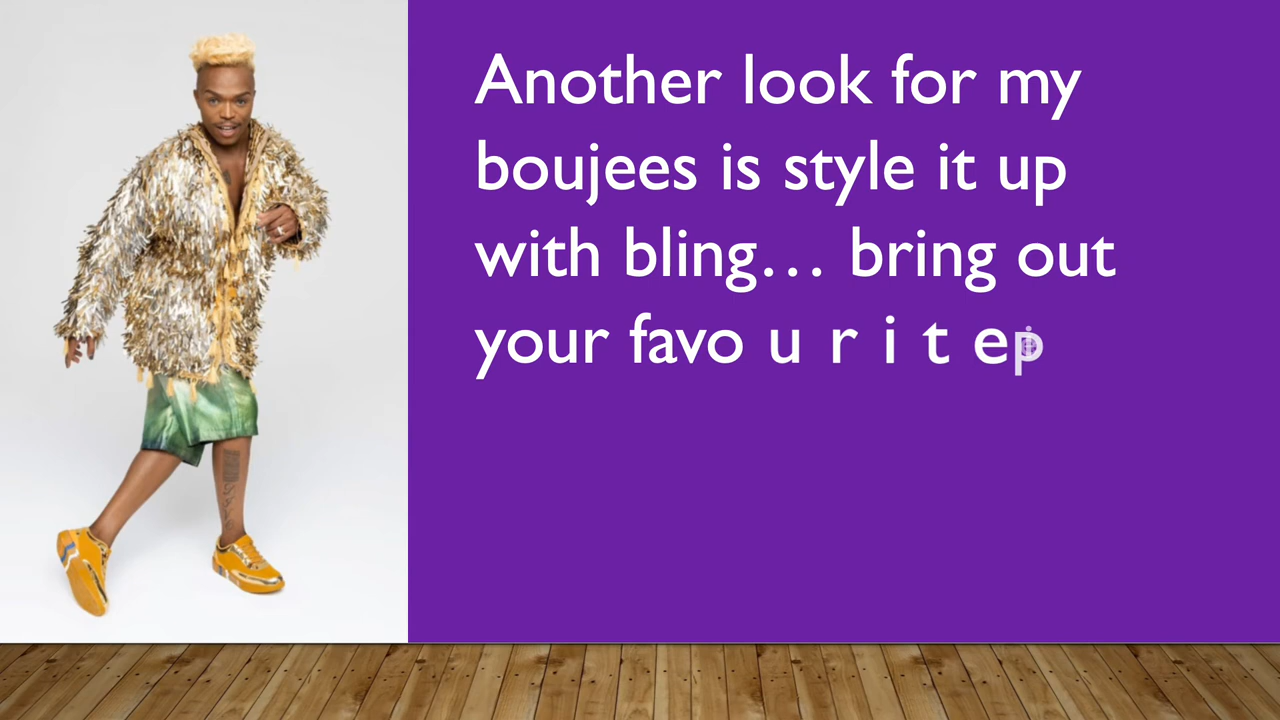 Another look for my
boujees is style it up
with bling… bring out
your favo u r i t e